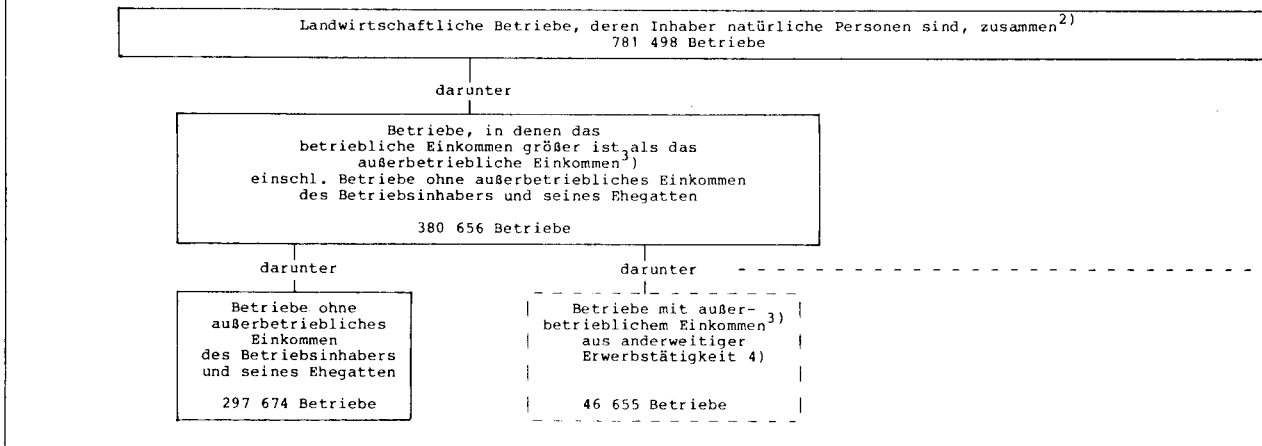 Landwirtschaftliche Betriebe, deren Inhaber natürliche Personen sind, zusammen2)
781 498 Betriebe
darunter
Betriebe, in denen das
betriebliche Einkommen größer ist als das
außerbetriebliche Einkommen3)
einschl. Betriebe ohne außerbetriebliches Einkommen
des Betriebsinhabers und seines Ehegatten
380 656 Betriebe
darunter
darunter
Betriebe ohne
außerbetriebliches
Einkommen
des Betriebsinhabers
und seines Ehegatten
297 674 Betriebe
Betriebe mit außer-
betrieblichem Einkommen3)
aus anderweitiger
Erwerbstätigkeit 4)
46 655 Betriebe